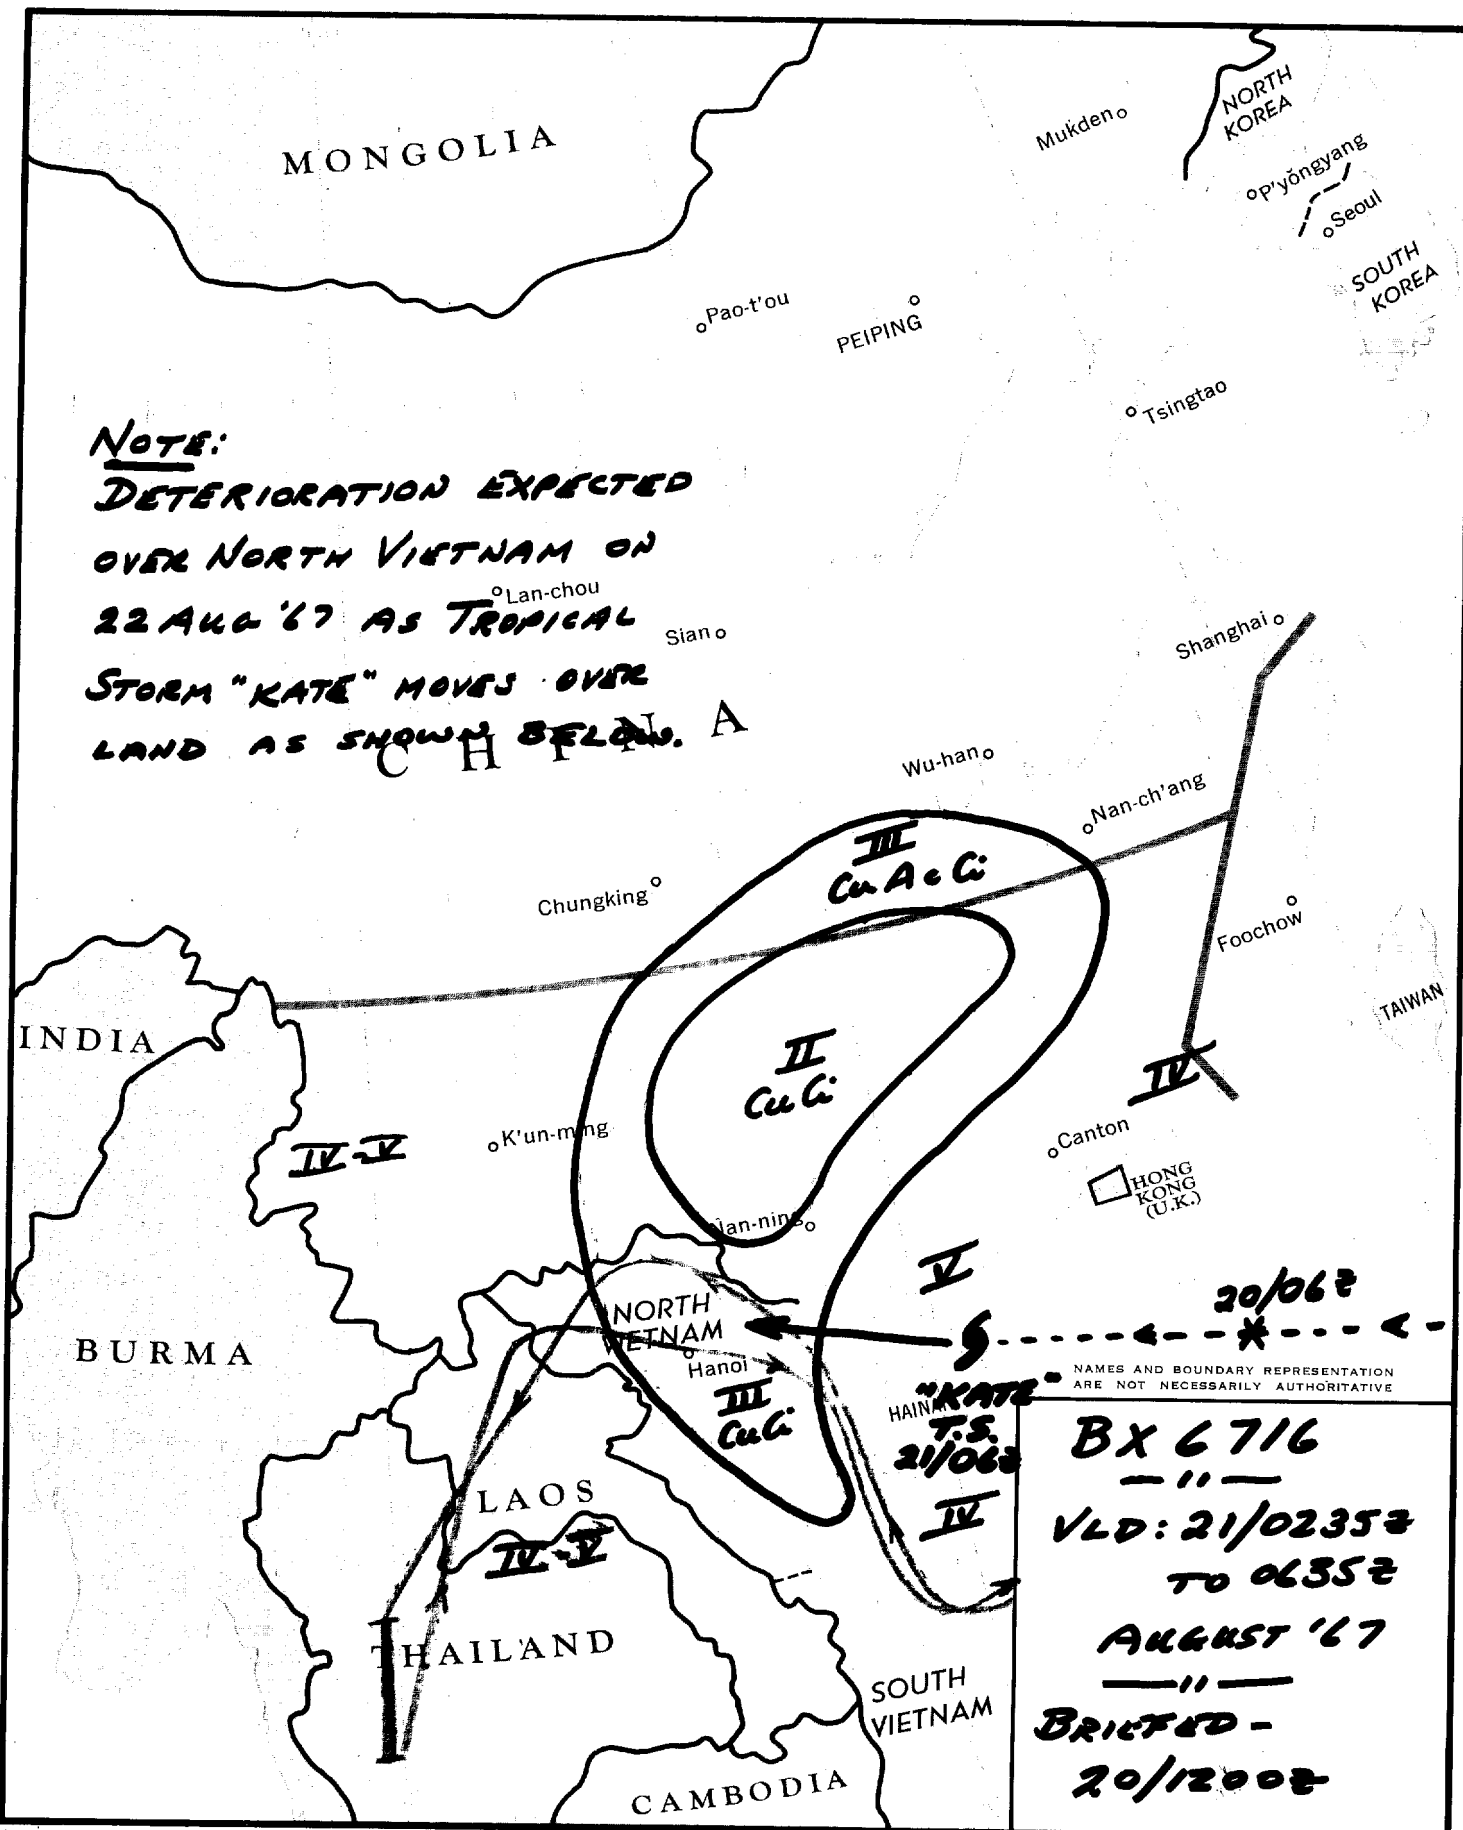 NORTH
KOREA
Mukden
MONGOLIA
P'yŏngyang
Seoul
SOUTH
KOREA
Pao-t'ou
PEIPING
Tsingtao
NOTE:
DETERIORATION EXPECTED
OVER NORTH VIETNAM ON
Lan-chou
22 AUG '67 AS TROPICAL
Sian
Shanghai
STORM "KATE" MOVES OVER
LAND AS SHOWN BELOW.
CHINA
Wu-han
Nan-ch'ang
III
Cu Ac Ci
Chungking
Foochow
TAIWAN
INDIA
II
Cu Ci
IV
IV-V
K'un-ming
Canton
HONG
KONG
(U.K.)
Nan-ning
V
20/06Z
NORTH
VIETNAM
BURMA
Hanoi
NAMES AND BOUNDARY REPRESENTATION
ARE NOT NECESSARILY AUTHORITATIVE
III
Cu Ci
HAINAN
"KATE"
T.S.
21/06Z
BX 6716
LAOS
IV
IV-V
VLD: 21/0235Z
TO 0635Z
THAILAND
AUGUST '67
SOUTH
VIETNAM
BRIEFED -
20/1200Z
CAMBODIA